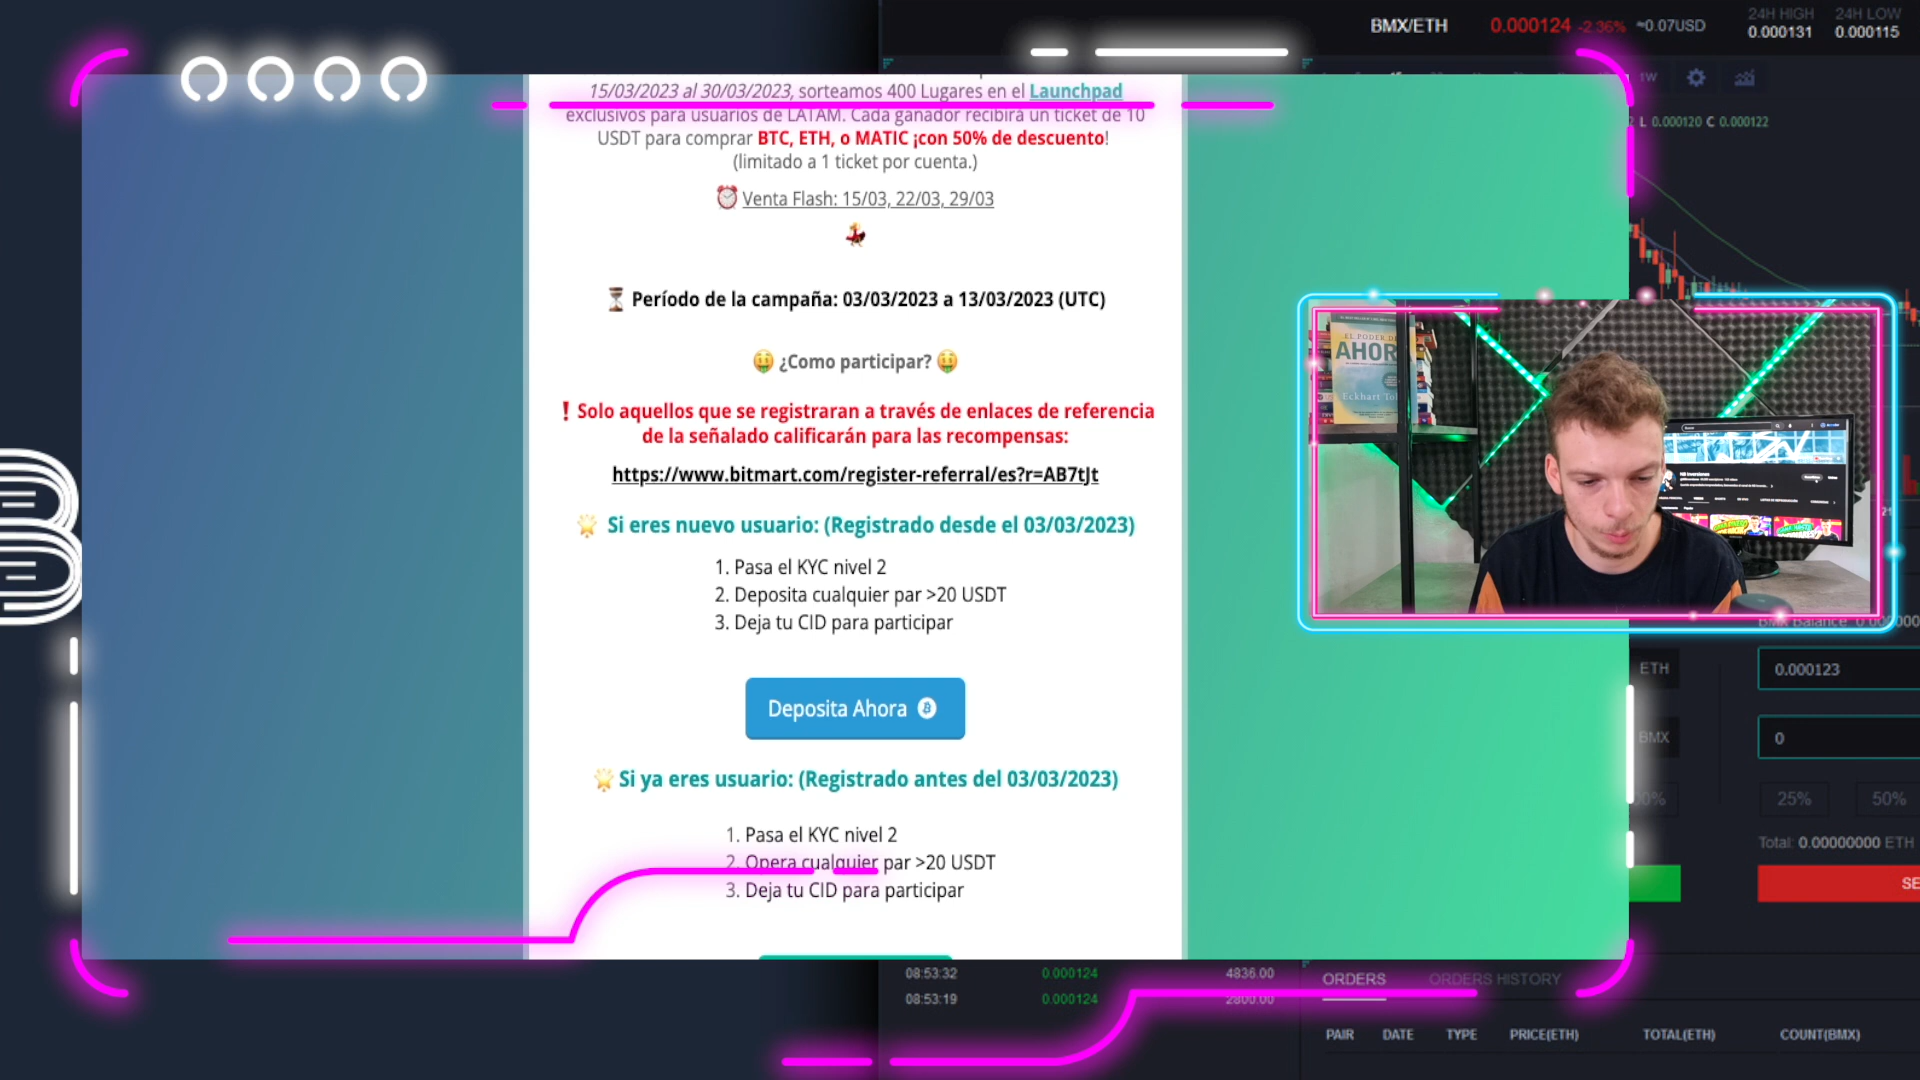 BMX/ETH 0.000124 -2.36% ≈0.07USD
24H HIGH 24H LOW
0.000131 0.000115
1W
L 0.000120 C 0.000122
15/03/2023 al 30/03/2023, sorteamos 400 Lugares en el Launchpad
exclusivos para usuarios de LATAM. Cada ganador recibirá un ticket de 10
USDT para comprar BTC, ETH, o MATIC ¡con 50% de descuento!
(limitado a 1 ticket por cuenta.)
Venta Flash: 15/03, 22/03, 29/03
Período de la campaña: 03/03/2023 a 13/03/2023 (UTC)
¿Como participar?
Solo aquellos que se registraran a través de enlaces de referencia
de la señalado calificarán para las recompensas:
https://www.bitmart.com/register-referral/es?r=AB7tJt
Si eres nuevo usuario: (Registrado desde el 03/03/2023)
1. Pasa el KYC nivel 2
2. Deposita cualquier par >20 USDT
3. Deja tu CID para participar
Deposita Ahora
Si ya eres usuario: (Registrado antes del 03/03/2023)
1. Pasa el KYC nivel 2
2. Opera cualquier par >20 USDT
3. Deja tu CID para participar
EL PODER DE
AHOR
Eckhart Tol
BMX Balance
ETH
0.000123
BMX
0
25% 50%
Total: 0.00000000 ETH
SE
08:53:32 0.000124 4836.00
08:53:19 0.000124 2800.00
ORDERS ORDERS HISTORY
PAIR DATE TYPE PRICE(ETH) TOTAL(ETH) COUNT(BMX)